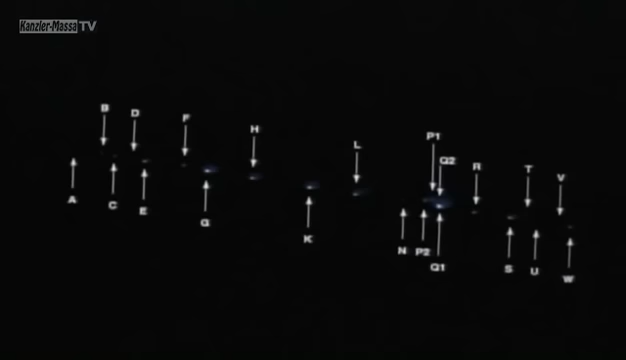 Kanzler-Massa TV
B D F H L P1 Q2 R T V
A C E G K N P2 Q1 S U W